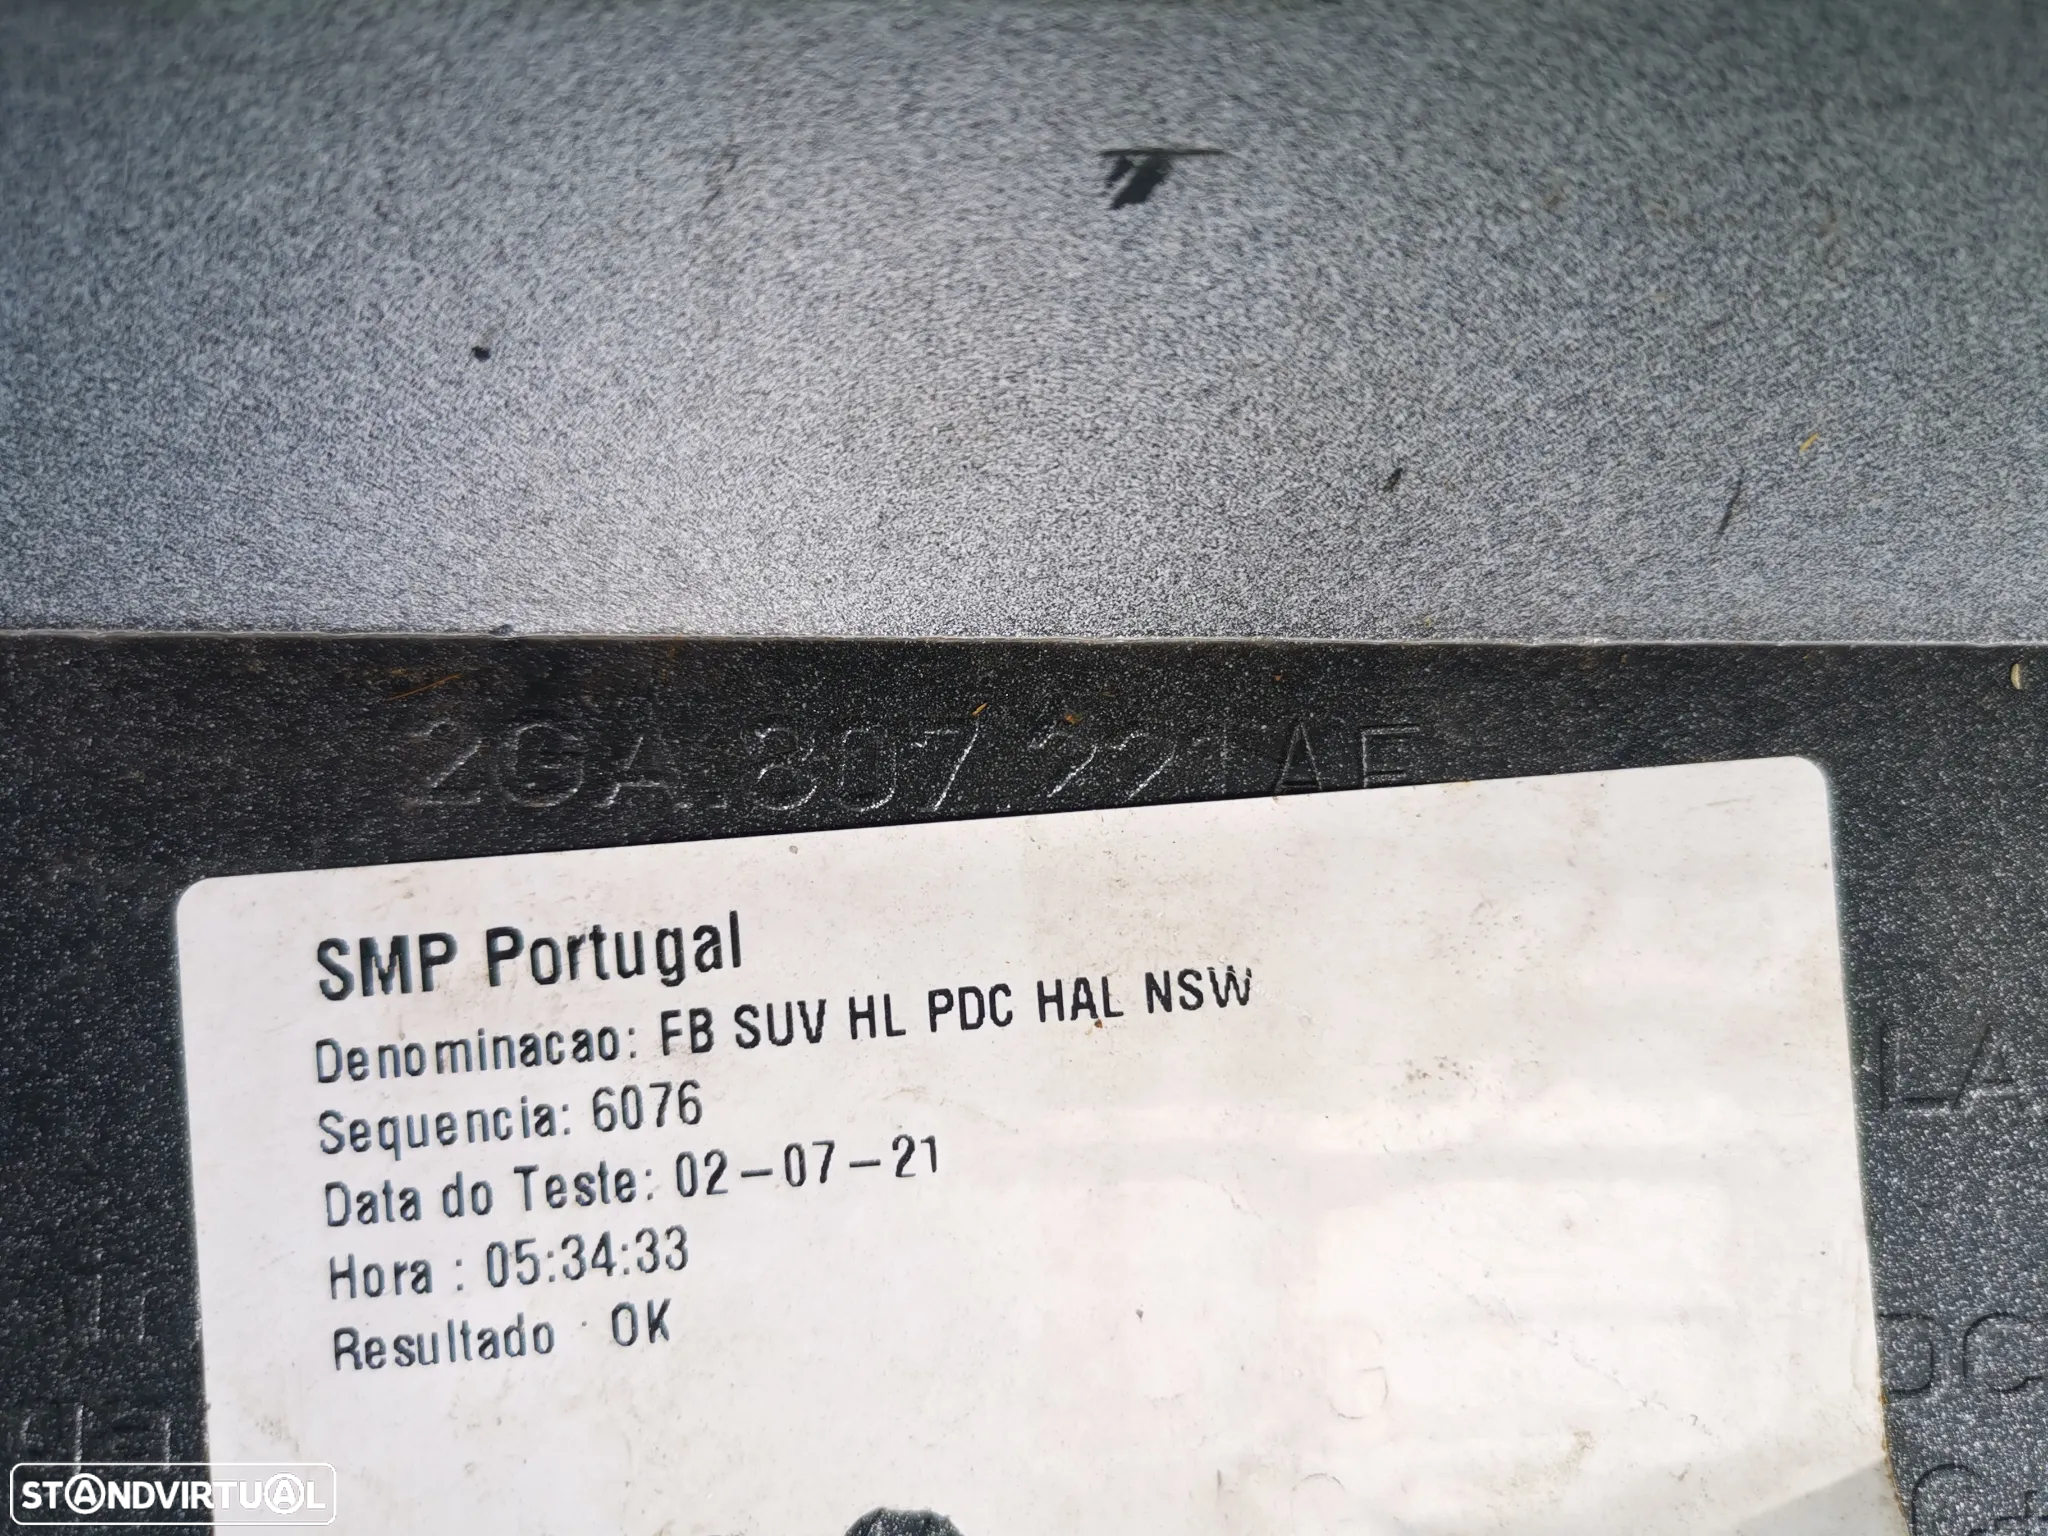 2GA.807.221 AE
SMP Portugal
Denominacao: FB SUV HL PDC HAL NSW
Sequencia: 6076
Data do Teste: 02-07-21
Hora : 05:34:33
Resultado : OK
STANDVIRTUAL